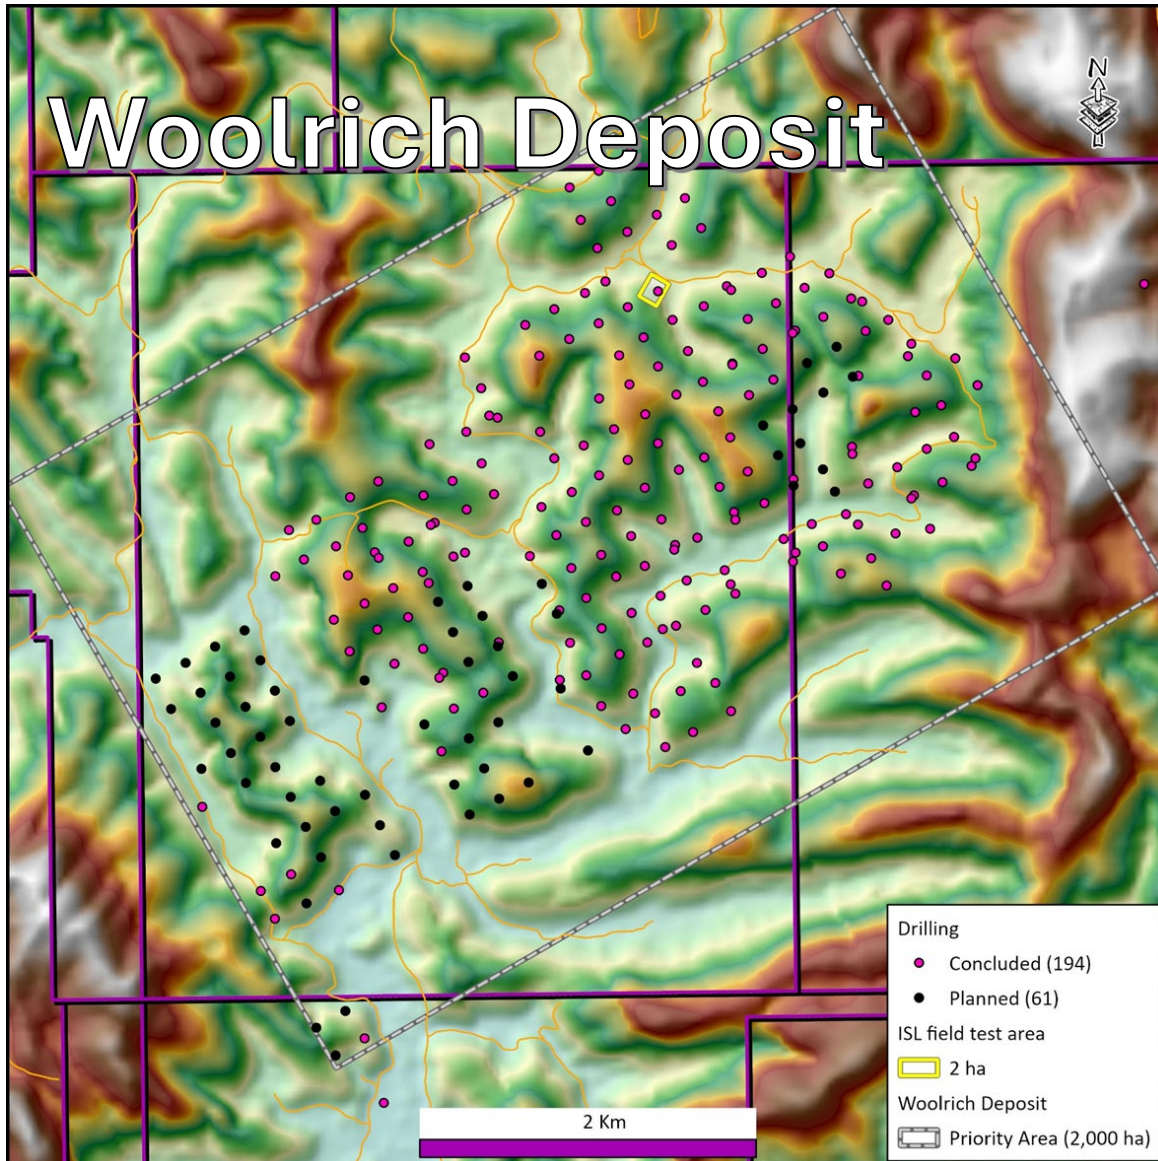 Woolrich Deposit
N
Drilling
Concluded (194)
Planned (61)
ISL field test area
2 ha
Woolrich Deposit
Priority Area (2,000 ha)
2 Km